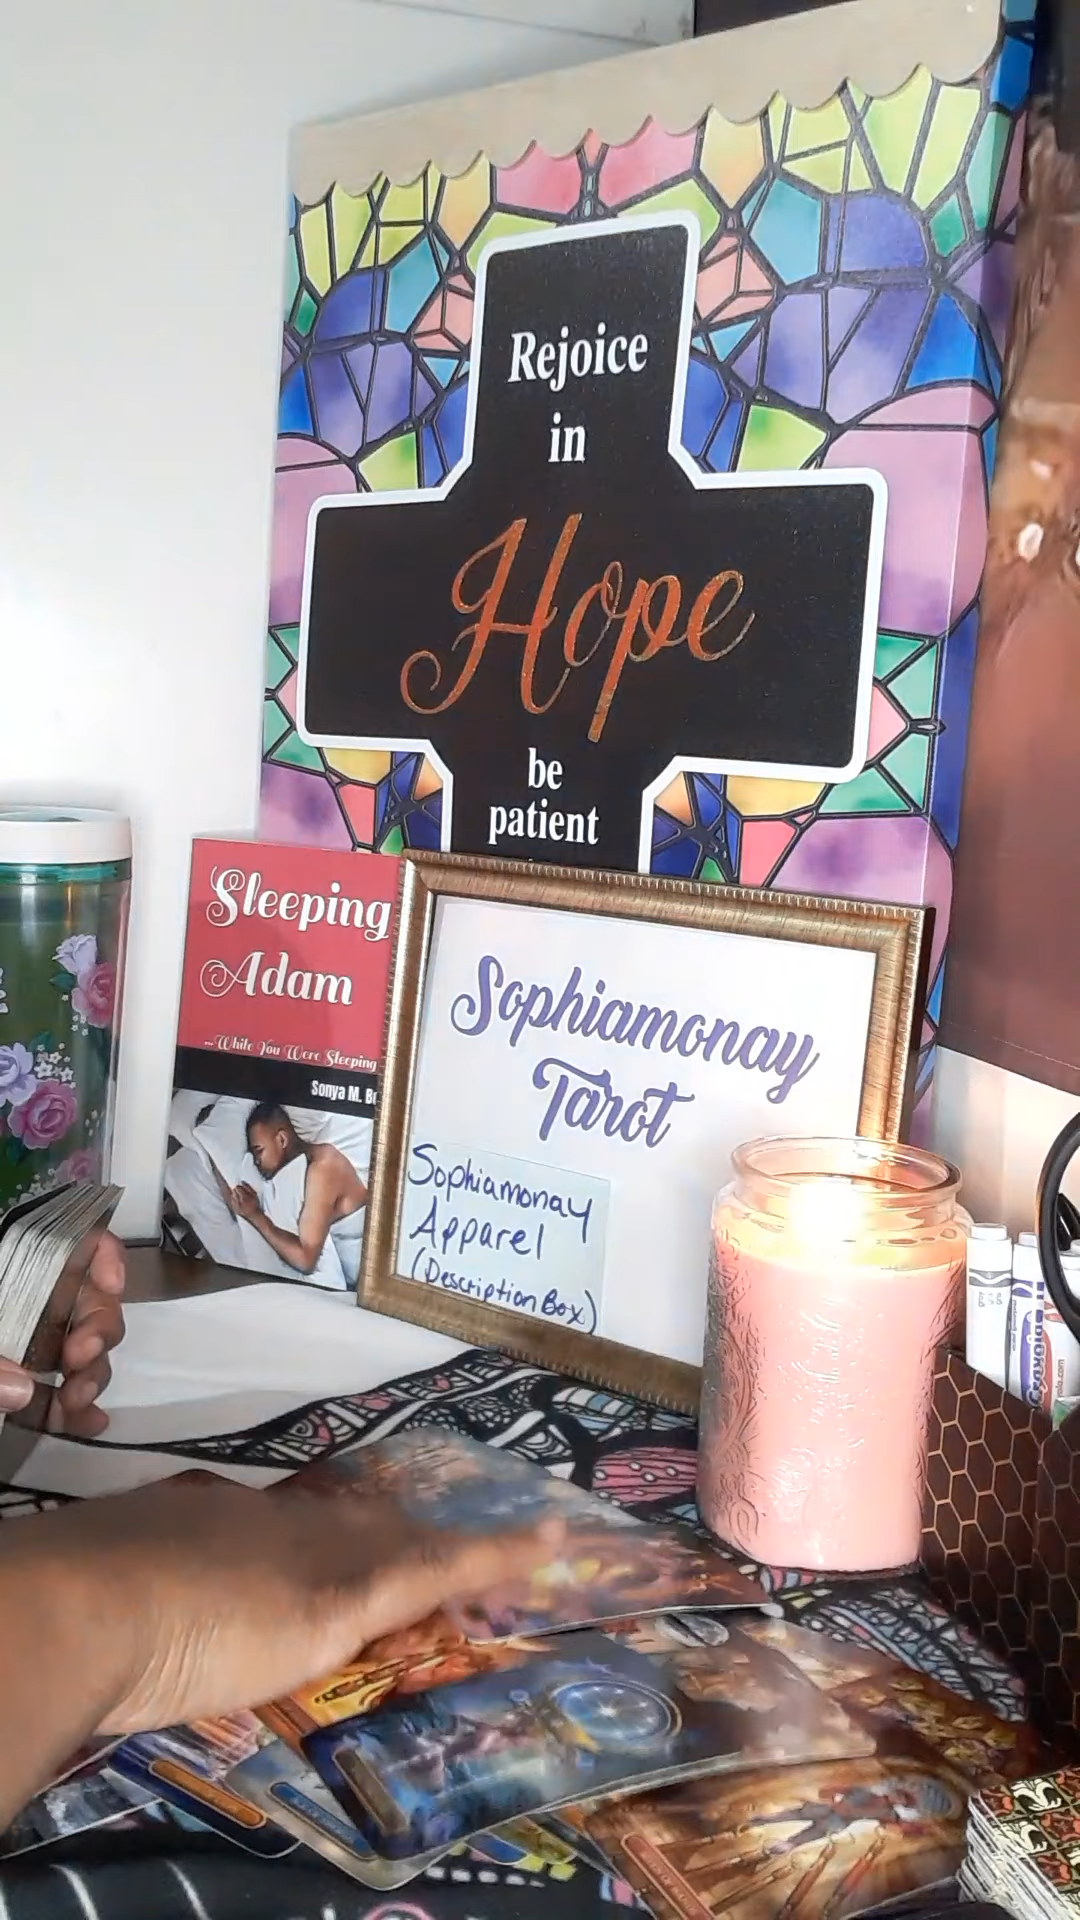 Rejoice
in
Hope
be
patient
Sleeping
Adam
...While You Were Sleeping
Sonya M.
Sophiamonay
Tarot
Sophiamonay
Apparel
(Description Box)